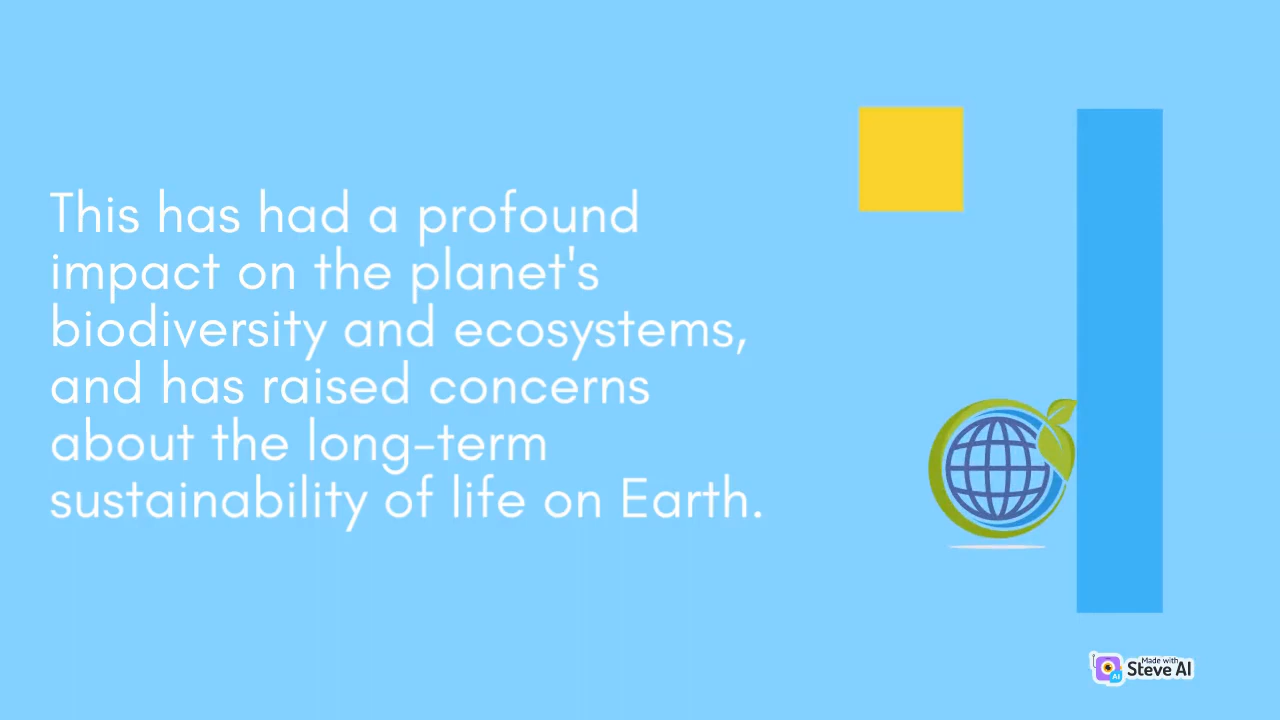 This has had a profound
impact on the planet's
biodiversity and ecosystems,
and has raised concerns
about the long-term
sustainability of life on Earth.
Made with
Steve AI
AI